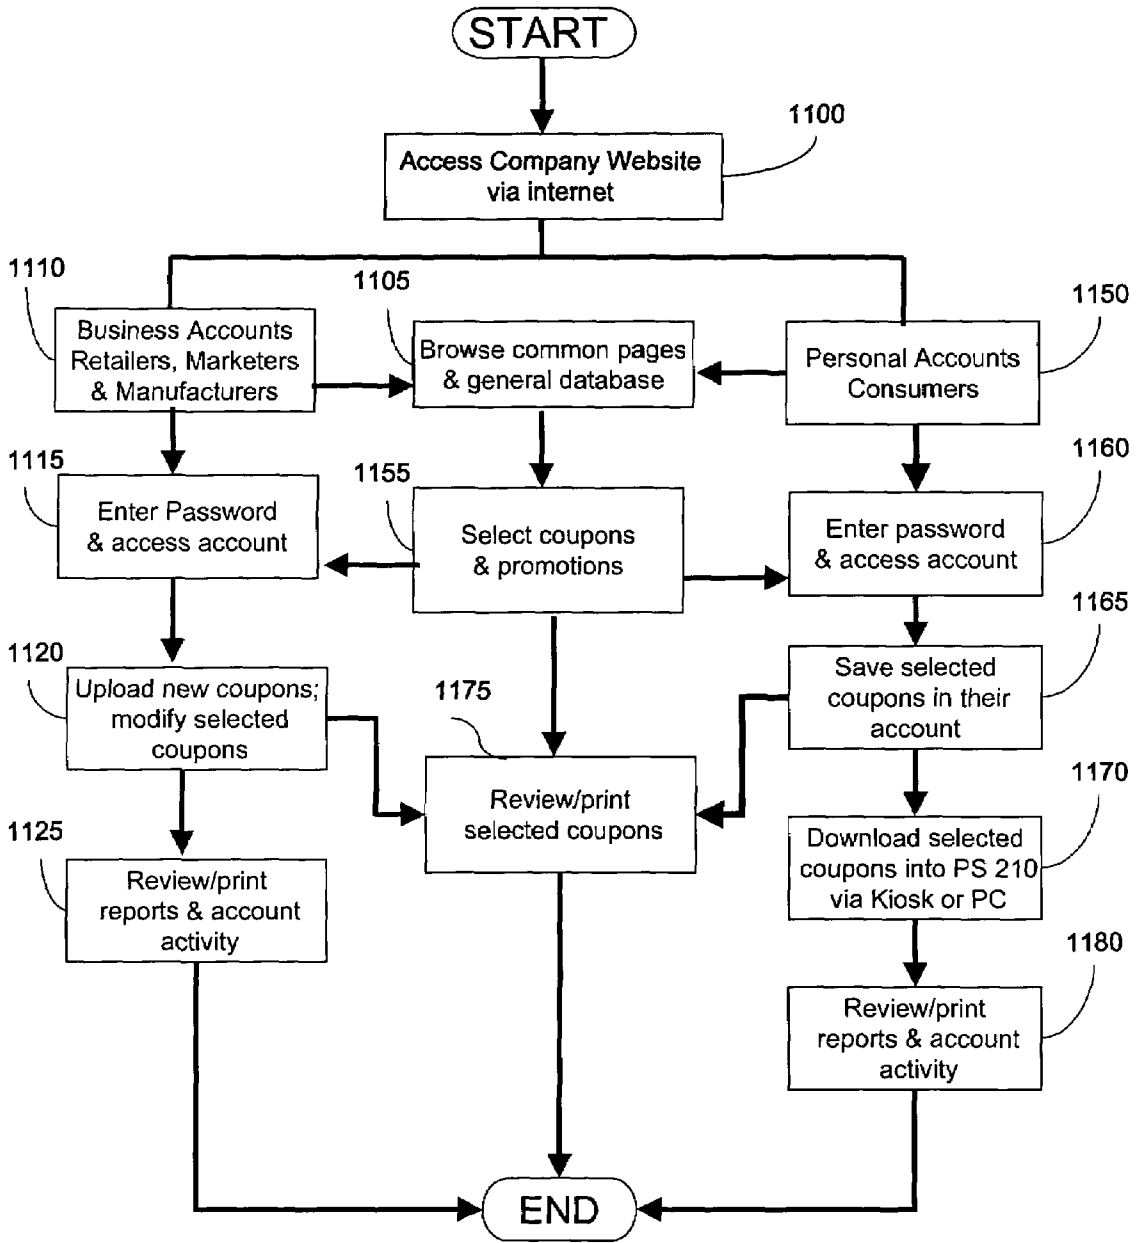 START
1100
Access Company Website
via internet
1110
Business Accounts
Retailers, Marketers
& Manufacturers
1105
Browse common pages
& general database
1150
Personal Accounts
Consumers
1115
Enter Password
& access account
1155
Select coupons
& promotions
1160
Enter password
& access account
1120
Upload new coupons;
modify selected
coupons
1175
Review/print
selected coupons
1165
Save selected
coupons in their
account
1125
Review/print
reports & account
activity
1170
Download selected
coupons into PS 210
via Kiosk or PC
1180
Review/print
reports & account
activity
END